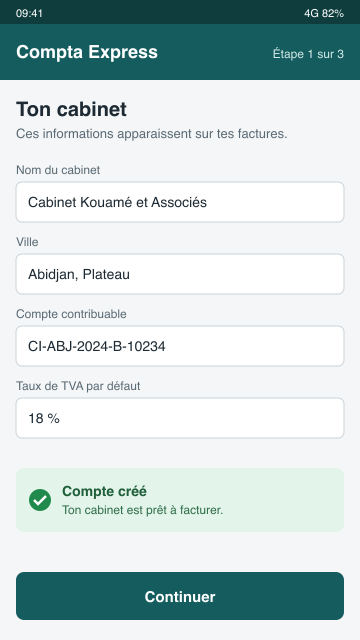 09:41
4G 82%
Compta Express
Étape 1 sur 3
Ton cabinet
Ces informations apparaissent sur tes factures.
Nom du cabinet
Cabinet Kouamé et Associés
Ville
Abidjan, Plateau
Compte contribuable
CI-ABJ-2024-B-10234
Taux de TVA par défaut
18 %
Compte créé
Ton cabinet est prêt à facturer.
Continuer